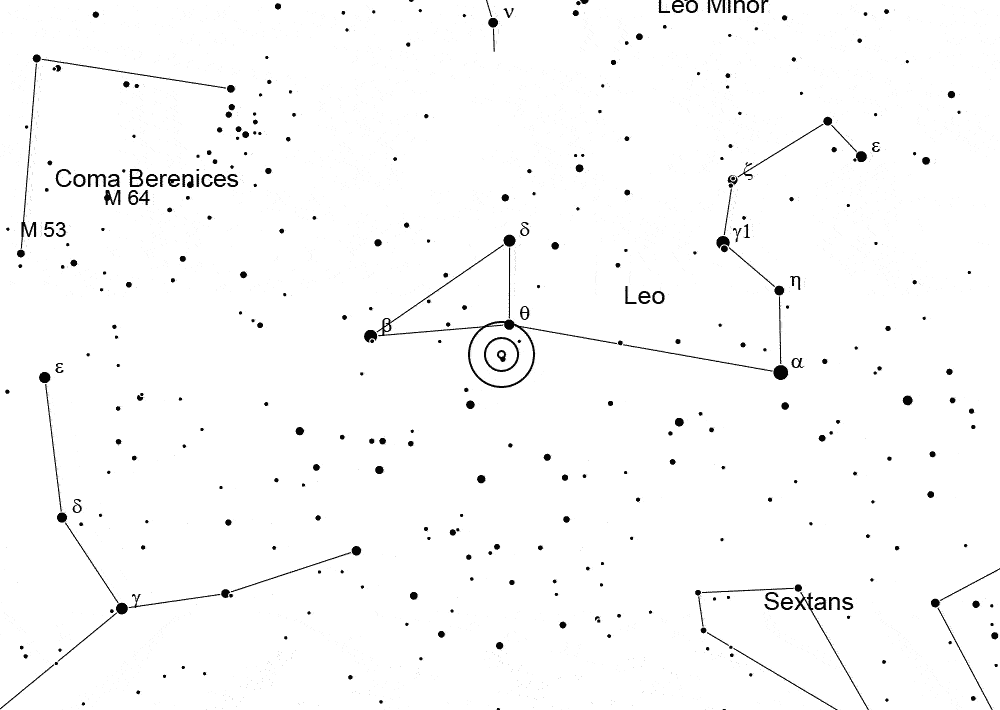 Leo Minor
ν
ε
ζ
Coma Berenices
M 64
M 53
δ
γ1
η
Leo
θ
β
α
ε
δ
γ
Sextans